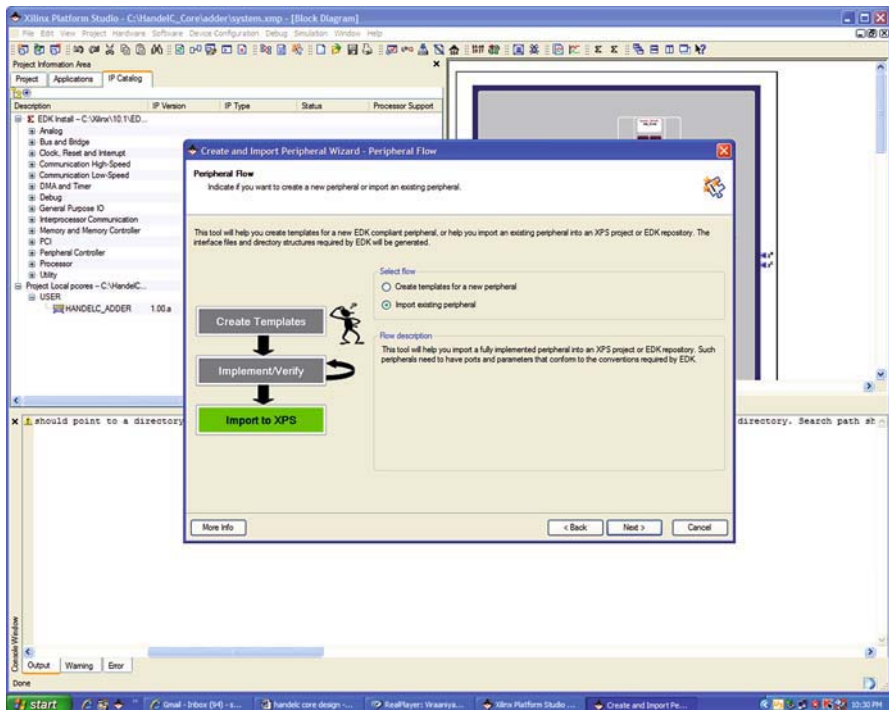 Xilinx Platform Studio - C:\HandelC_Core\adder\system.xmp - [Block Diagram]
File Edit View Project Hardware Software Device Configuration Debug Simulation Window Help
Project Information Area
Project Applications IP Catalog
Description IP Version IP Type Status Processor Support
EDK Install - C:\Xilinx\10.1\ED...
Analog
Bus and Bridge
Clock, Reset and Interrupt
Communication High-Speed
Communication Low-Speed
DMA and Timer
Debug
General Purpose IO
Interprocessor Communication
Memory and Memory Controller
PCI
Peripheral Controller
Processor
Utility
Project Local pcores - C:\HandelC...
USER
HANDELC_ADDER 1.00.a
Create and Import Peripheral Wizard - Peripheral Flow
Peripheral Flow
Indicate if you want to create a new peripheral or import an existing peripheral.
This tool will help you create templates for a new EDK compliant peripheral, or help you import an existing peripheral into an XPS project or EDK repository. The
interface files and directory structures required by EDK will be generated.
Select flow
Create templates for a new peripheral
Import existing peripheral
Create Templates
Implement/Verify
Import to XPS
Flow description
This tool will help you import a fully implemented peripheral into an XPS project or EDK repository. Such
peripherals need to have ports and parameters that conform to the conventions required by EDK.
More Info < Back Next > Cancel
should point to a directory directory. Search path sh
Console Window
Output Warning Error
Done
start Gmail - Inbox (94) - s... handelc core design -... RealPlayer: Viraaniya... Xilinx Platform Studio ... Create and Import Pe... 10:30 PM